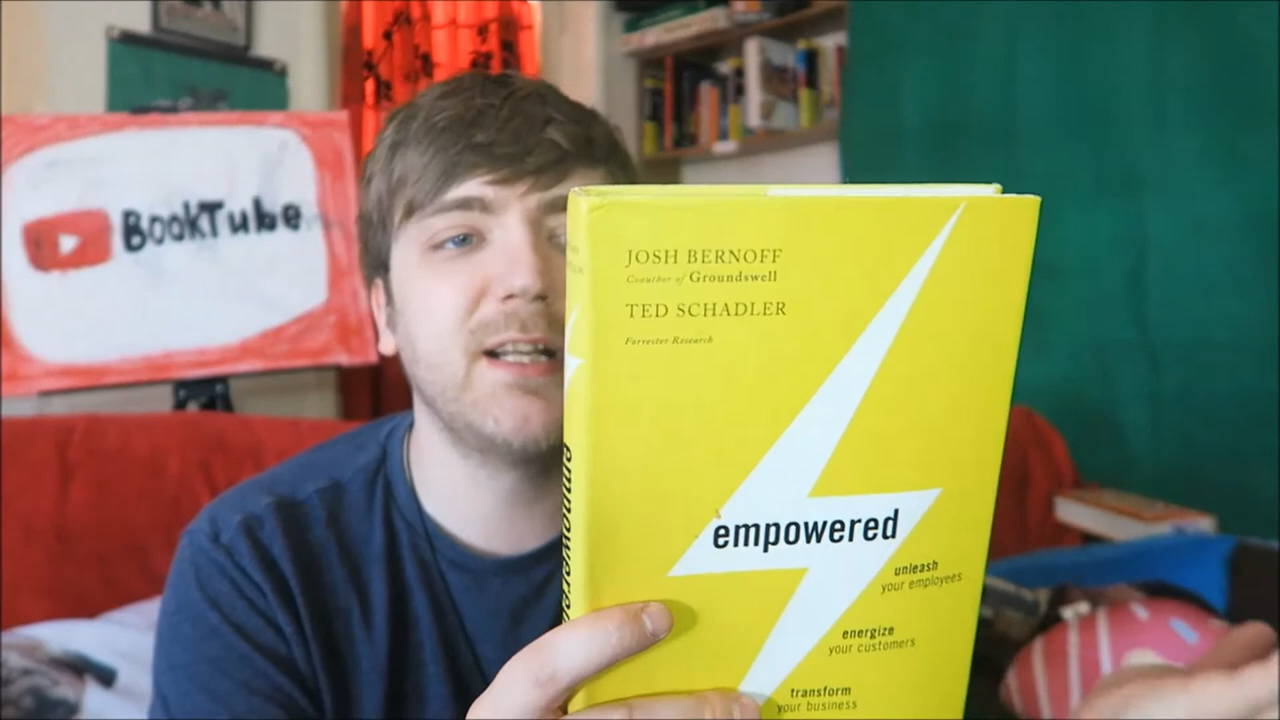 BookTube
JOSH BERNOFF
Coauthor of Groundswell
TED SCHADLER
Forrester Research
empowered
unleash
your employees
energize
your customers
transform
your business
empowered